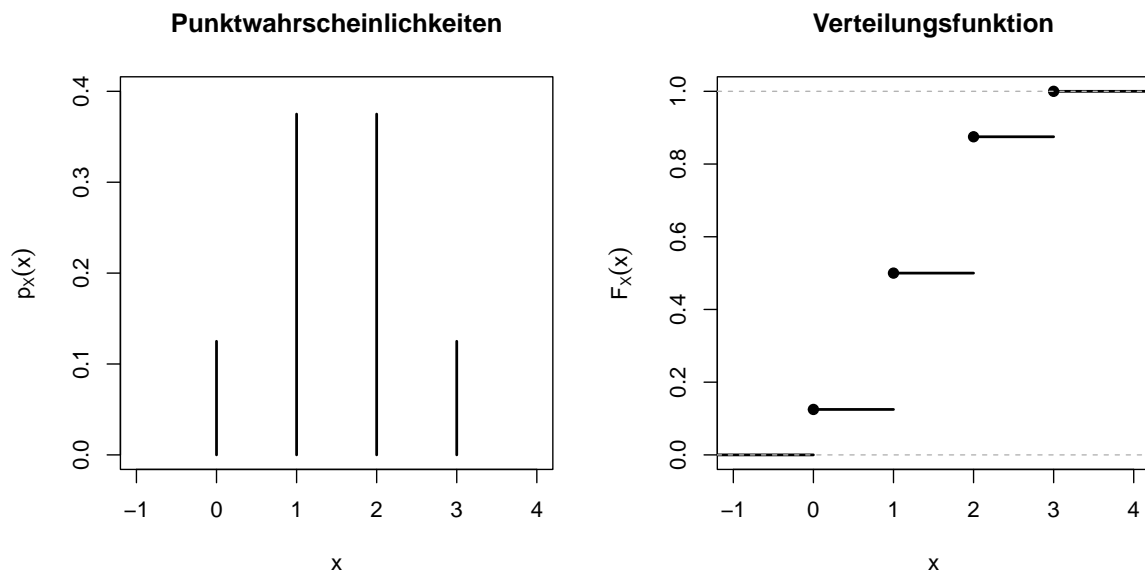 Punktwahrscheinlichkeiten
0.4
0.3
0.2
0.1
0.0
pX(x)
−1 0 1 2 3 4
x
Verteilungsfunktion
1.0
0.8
0.6
0.4
0.2
0.0
FX(x)
−1 0 1 2 3 4
x